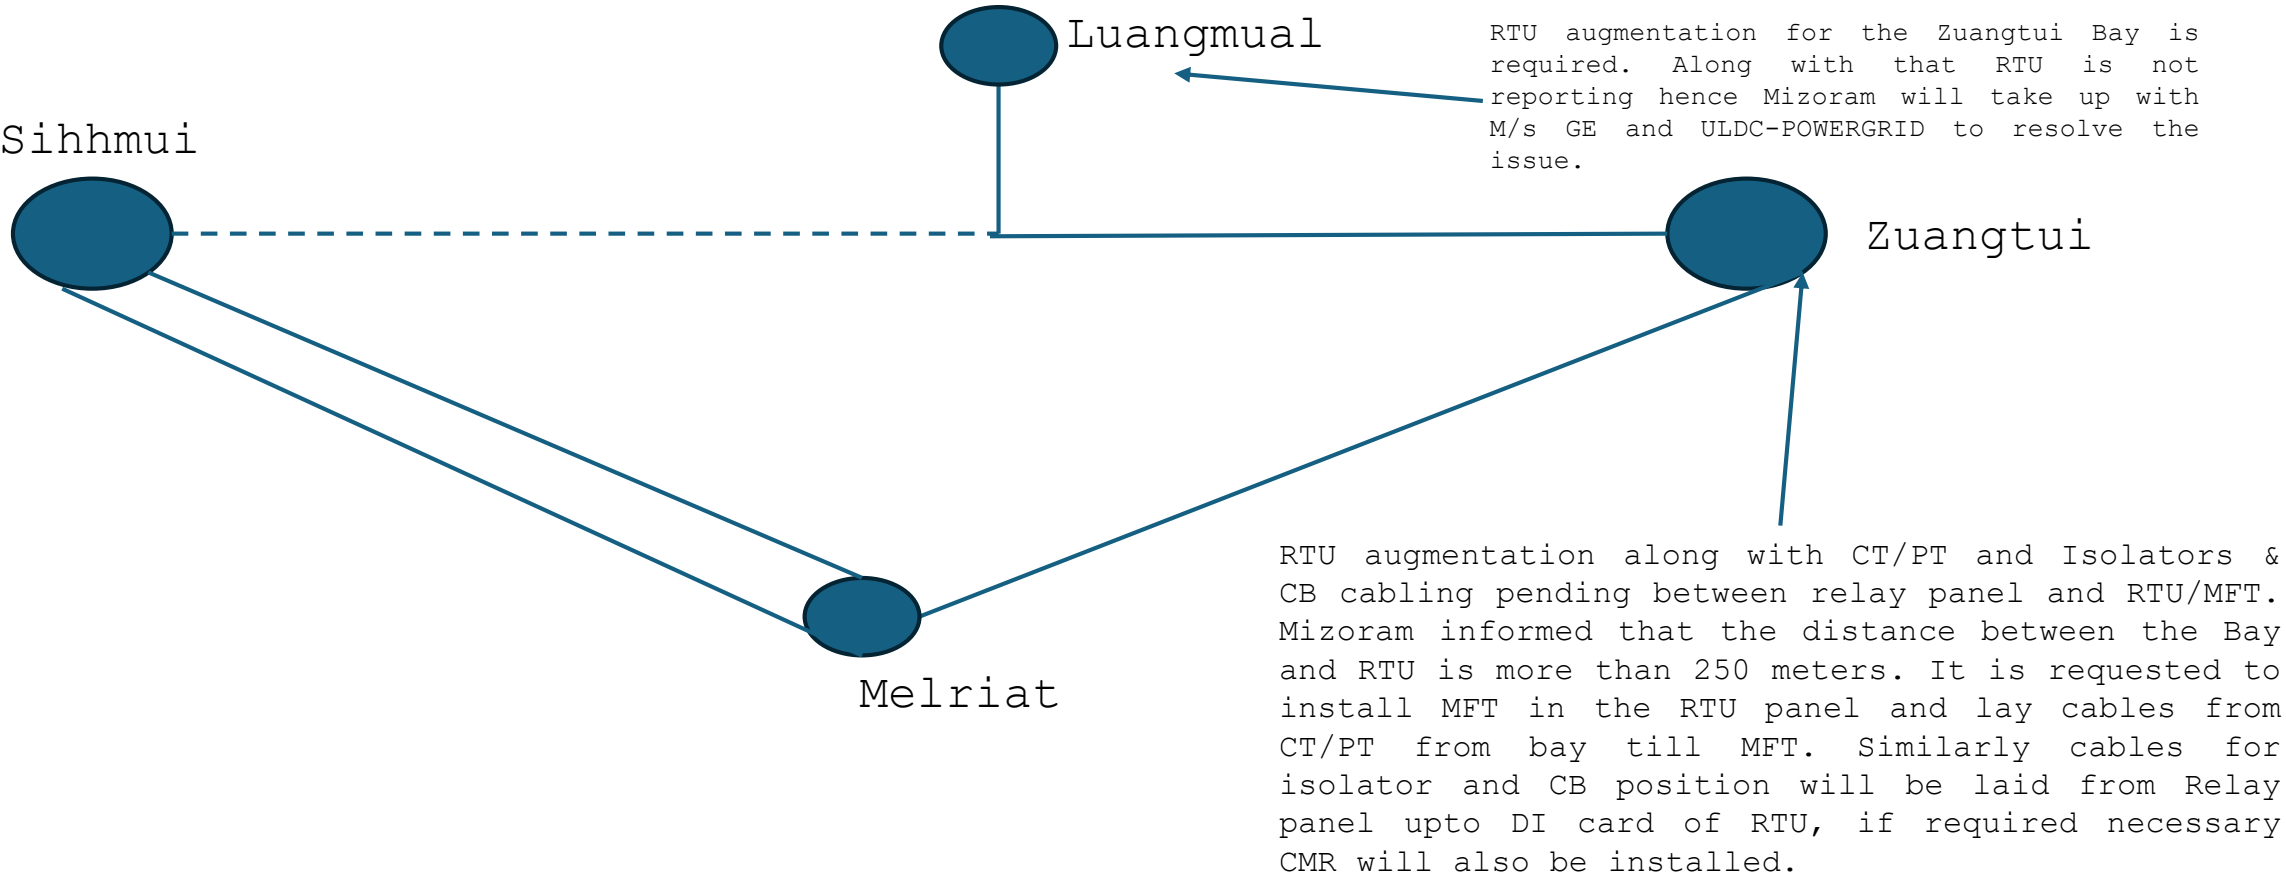 Luangmual
RTU augmentation for the Zuangtui Bay is
required. Along with that RTU is not
reporting hence Mizoram will take up with
M/s GE and ULDC-POWERGRID to resolve the
issue.
Sihhmui
Zuangtui
Melriat
RTU augmentation along with CT/PT and Isolators &
CB cabling pending between relay panel and RTU/MFT.
Mizoram informed that the distance between the Bay
and RTU is more than 250 meters. It is requested to
install MFT in the RTU panel and lay cables from
CT/PT from bay till MFT. Similarly cables for
isolator and CB position will be laid from Relay
panel upto DI card of RTU, if required necessary
CMR will also be installed.